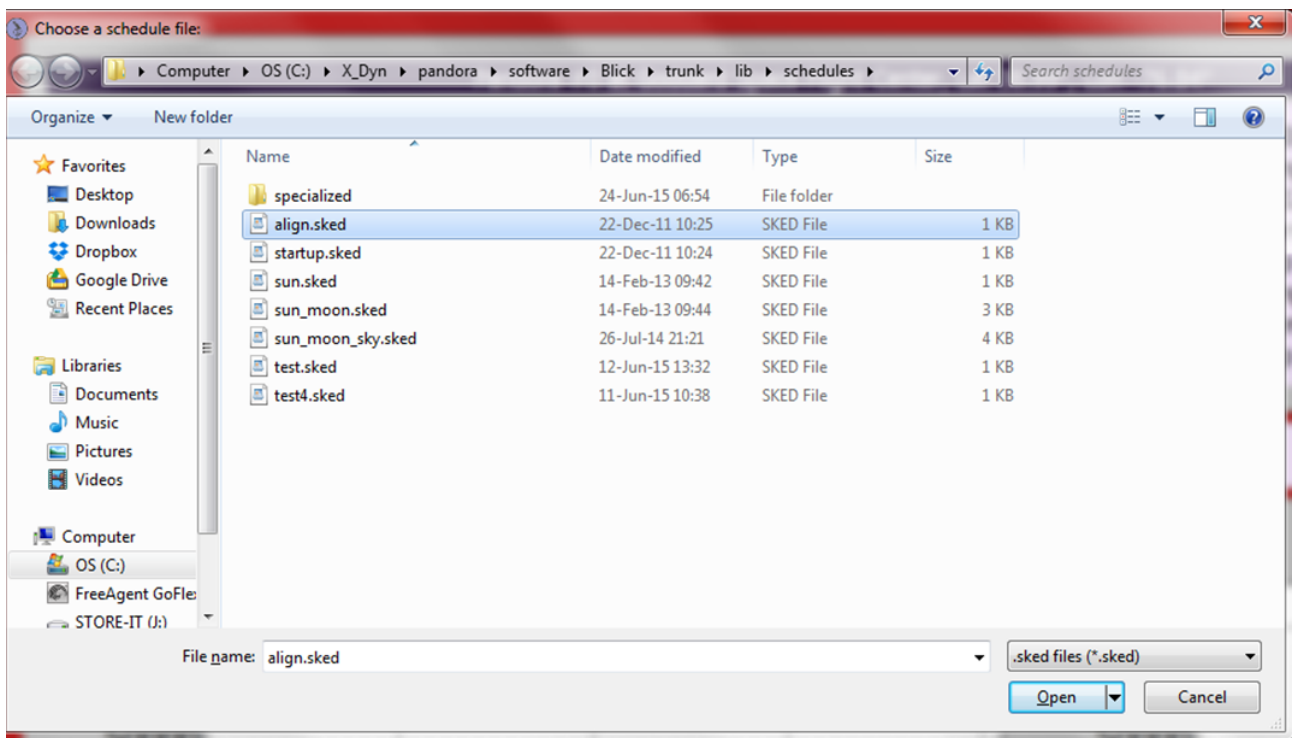 Choose a schedule file:
Computer OS (C:) X_Dyn pandora software Blick trunk lib schedules Search schedules
Organize New folder
Name Date modified Type Size
Favorites
Desktop
Downloads
Dropbox
Google Drive
Recent Places
Libraries
Documents
Music
Pictures
Videos
Computer
OS (C:)
FreeAgent GoFle
STORE-IT (J:)
specialized 24-Jun-15 06:54 File folder
align.sked 22-Dec-11 10:25 SKED File 1 KB
startup.sked 22-Dec-11 10:24 SKED File 1 KB
sun.sked 14-Feb-13 09:42 SKED File 1 KB
sun_moon.sked 14-Feb-13 09:44 SKED File 3 KB
sun_moon_sky.sked 26-Jul-14 21:21 SKED File 4 KB
test.sked 12-Jun-15 13:32 SKED File 1 KB
test4.sked 11-Jun-15 10:38 SKED File 1 KB
File name: align.sked .sked files (*.sked)
Open Cancel